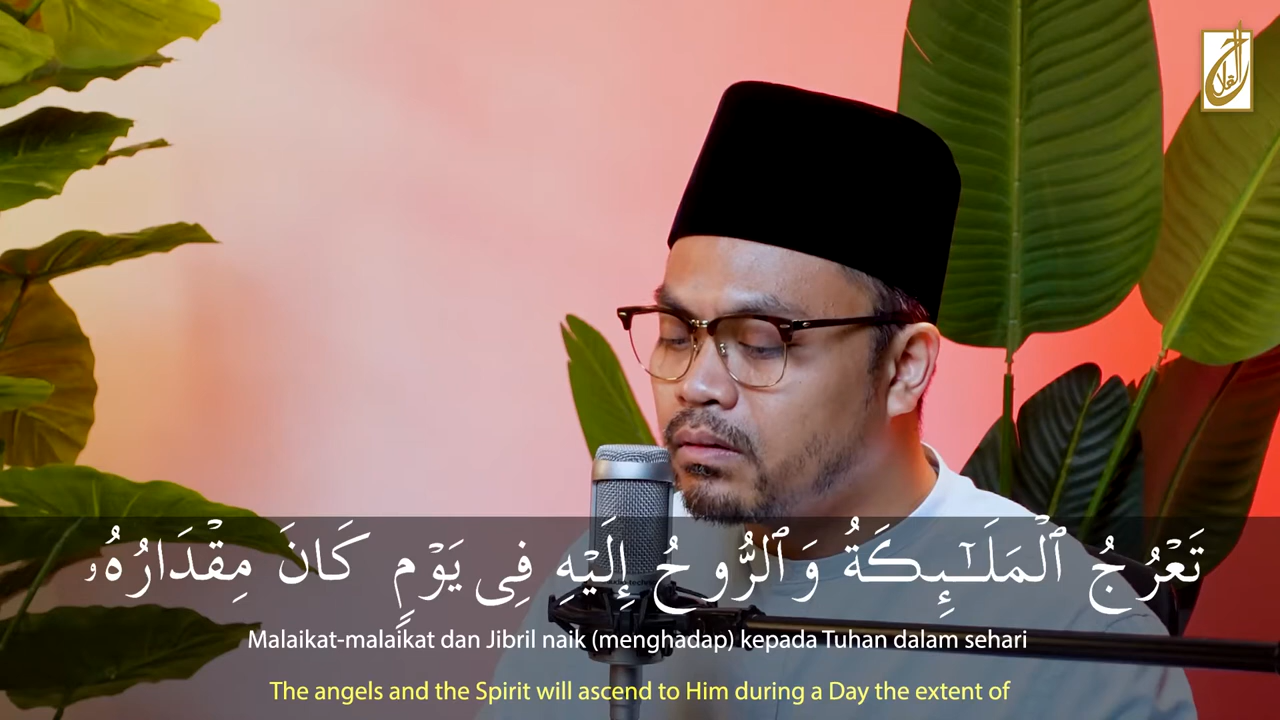 تَعْرُجُ ٱلْمَلَـٰٓئِكَةُ وَٱلرُّوحُ إِلَيْهِ فِى يَوْمٍ كَانَ مِقْدَارُهُۥ
Malaikat-malaikat dan Jibril naik (menghadap) kepada Tuhan dalam sehari
The angels and the Spirit will ascend to Him during a Day the extent of